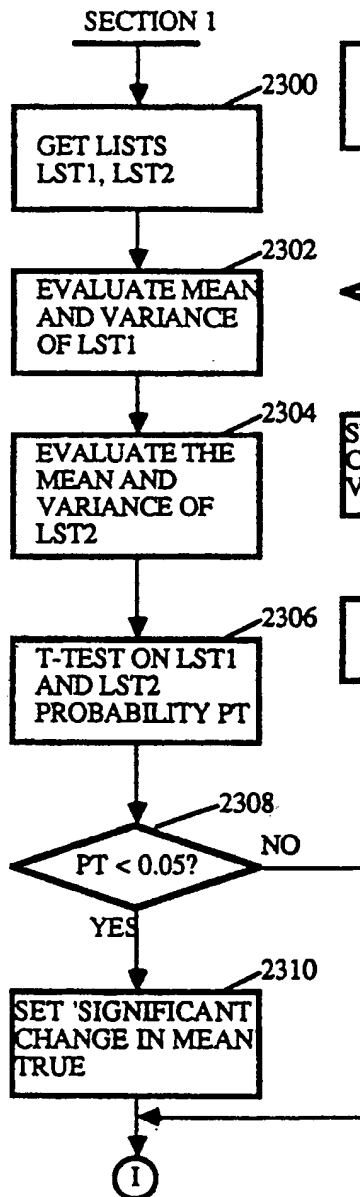 SECTION 1
2300
GET LISTS
LST1, LST2
2302
EVALUATE MEAN
AND VARIANCE
OF LST1
2304
EVALUATE THE
MEAN AND
VARIANCE OF
LST2
2306
T-TEST ON LST1
AND LST2
PROBABILITY PT
2308
PT < 0.05?
NO
YES
2310
SET 'SIGNIFICANT
CHANGE IN MEAN
TRUE
I
S
O
V